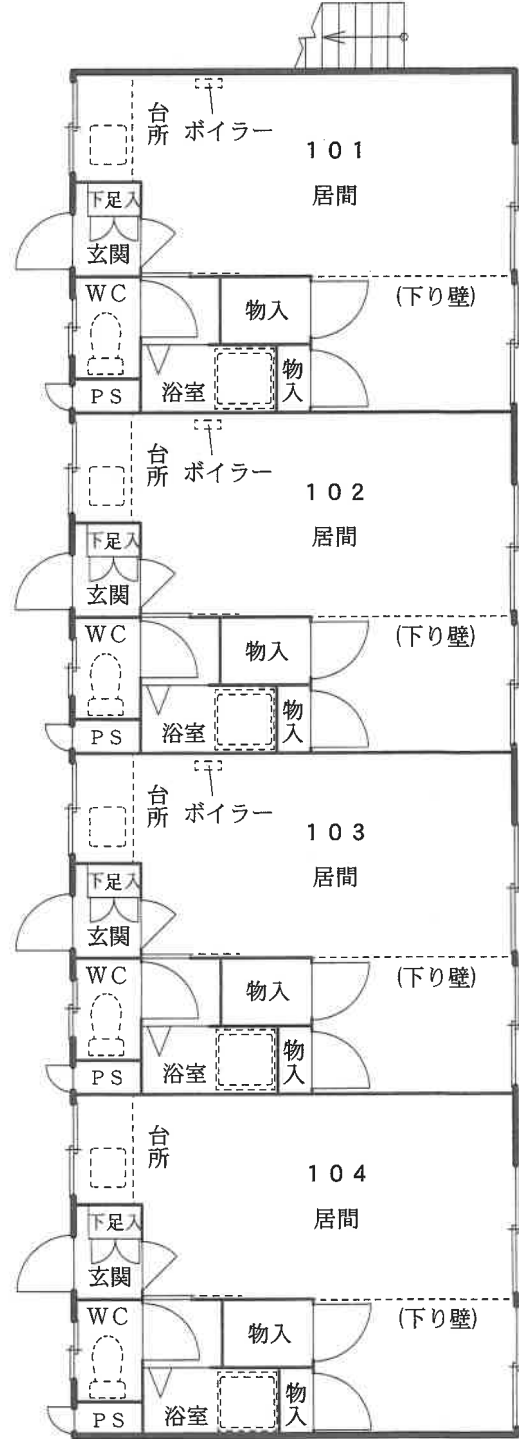 台所
ボイラー
101
居間
下足入
玄関
WC
物入
(下り壁)
浴室
物入
PS
台所
ボイラー
102
居間
下足入
玄関
WC
物入
(下り壁)
浴室
物入
PS
台所
ボイラー
103
居間
下足入
玄関
WC
物入
(下り壁)
浴室
物入
PS
台所
104
居間
下足入
玄関
WC
物入
(下り壁)
浴室
物入
PS